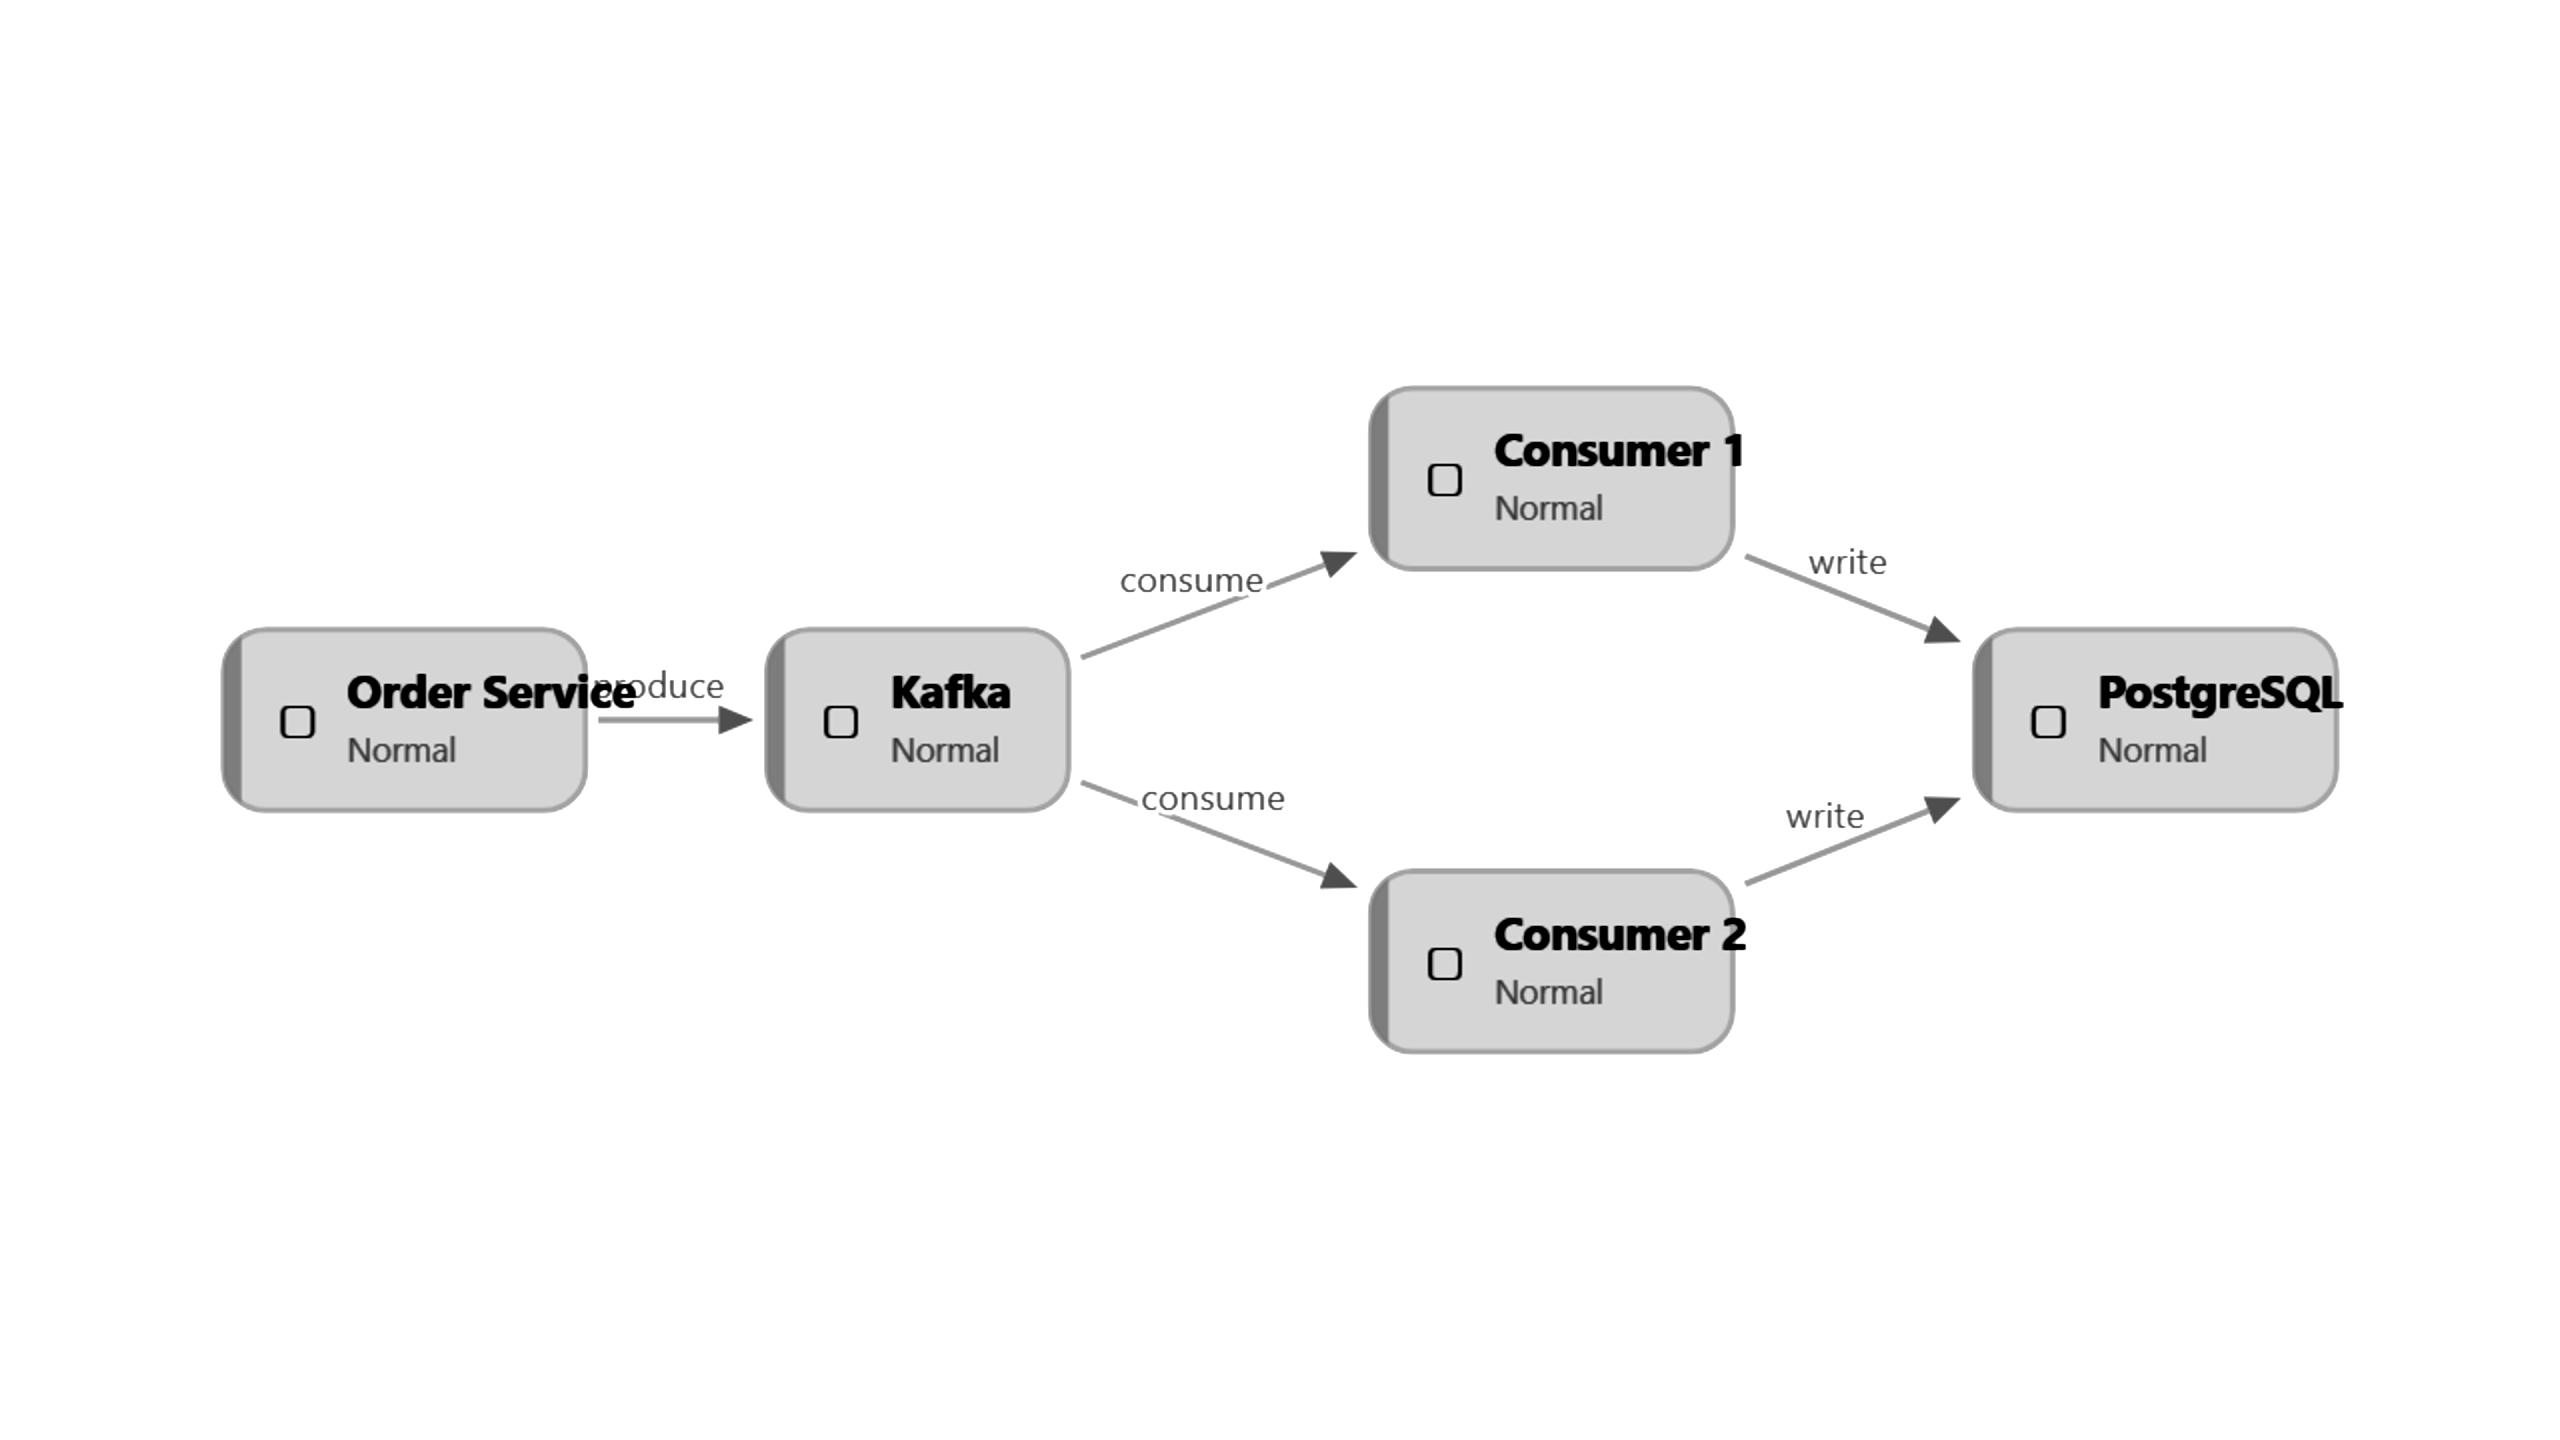 Order Service
Normal
produce
Kafka
Normal
consume
consume
Consumer 1
Normal
Consumer 2
Normal
write
write
PostgreSQL
Normal